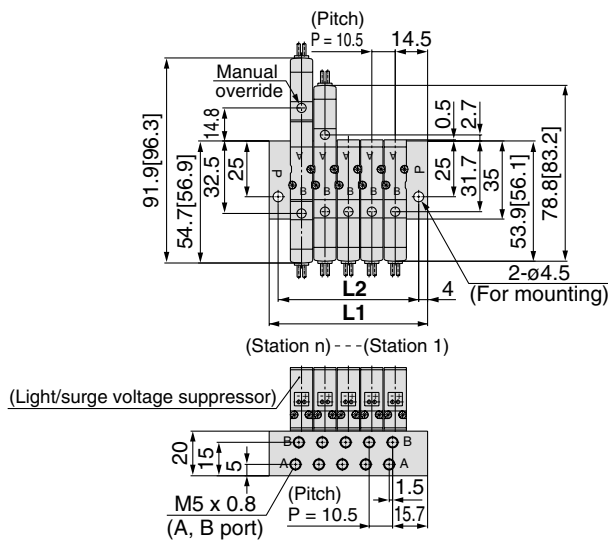 (Pitch)
P = 10.5
14.5
Manual
override
14.8
0.5
2.7
91.9[96.3]
54.7[56.9]
32.5
25
A A A A A
P P
B B B B B
25
31.7
35
53.9[56.1]
78.8[83.2]
L2
4
2-ø4.5
(For mounting)
L1
(Station n) --- (Station 1)
(Light/surge voltage suppressor)
20
15
5
B B
A A
M5 x 0.8
(A, B port)
(Pitch)
P = 10.5
1.5
15.7